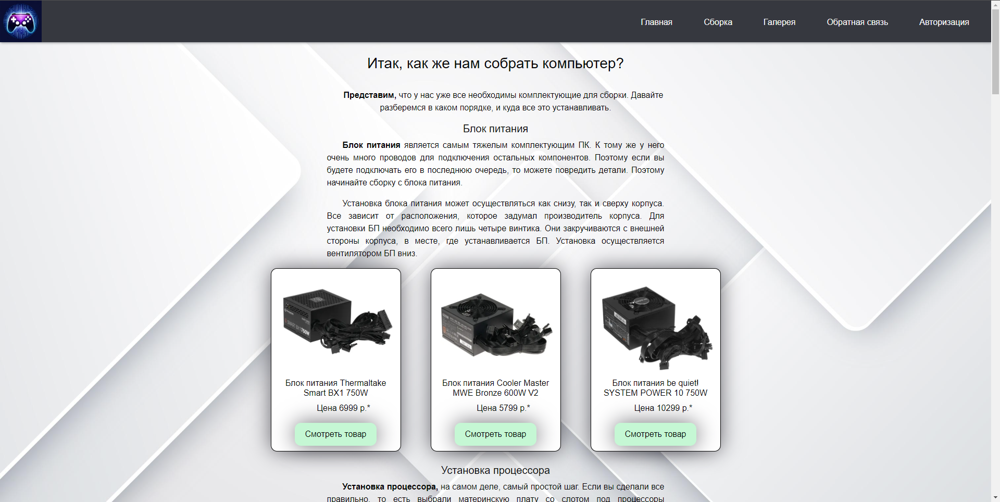 Главная Сборка Галерея Обратная связь Авторизация
Итак, как же нам собрать компьютер?
Представим, что у нас уже все необходимы комплектующие для сборки. Давайте
разберемся в каком порядке, и куда все это устанавливать.
Блок питания
Блок питания является самым тяжелым комплектующим ПК. К тому же у него
очень много проводов для подключения остальных компонентов. Поэтому если вы
будете подключать его в последнюю очередь, то можете повредить детали. Поэтому
начинайте сборку с блока питания.
Установка блока питания может осуществляться как снизу, так и сверху корпуса.
Все зависит от расположения, которое задумал производитель корпуса. Для
установки БП необходимо всего лишь четыре винтика. Они закручиваются с внешней
стороны корпуса, в месте, где устанавливается БП. Установка осуществляется
вентилятором БП вниз.
SMART BX1 750W
Блок питания Thermaltake
Smart BX1 750W
Цена 6999 р.*
Смотреть товар
Блок питания Cooler Master
MWE Bronze 600W V2
Цена 5799 р.*
Смотреть товар
Блок питания be quiet!
SYSTEM POWER 10 750W
Цена 10299 р.*
Смотреть товар
Установка процессора
Установка процессора, на самом деле, самый простой шаг. Если вы сделали все
правильно, то есть выбрали материнскую плату со слотом под процессоры